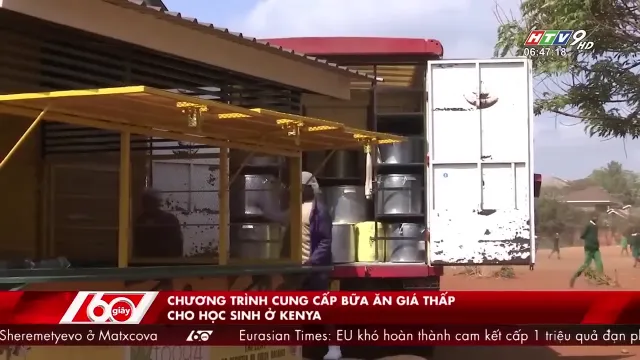 HTV9 HD
06:47:18
60 giây
CHƯƠNG TRÌNH CUNG CẤP BỮA ĂN GIÁ THẤP
CHO HỌC SINH Ở KENYA
Sheremetyevo ở Matxcova Eurasian Times: EU khó hoàn thành cam kết cấp 1 triệu quả đạn ph